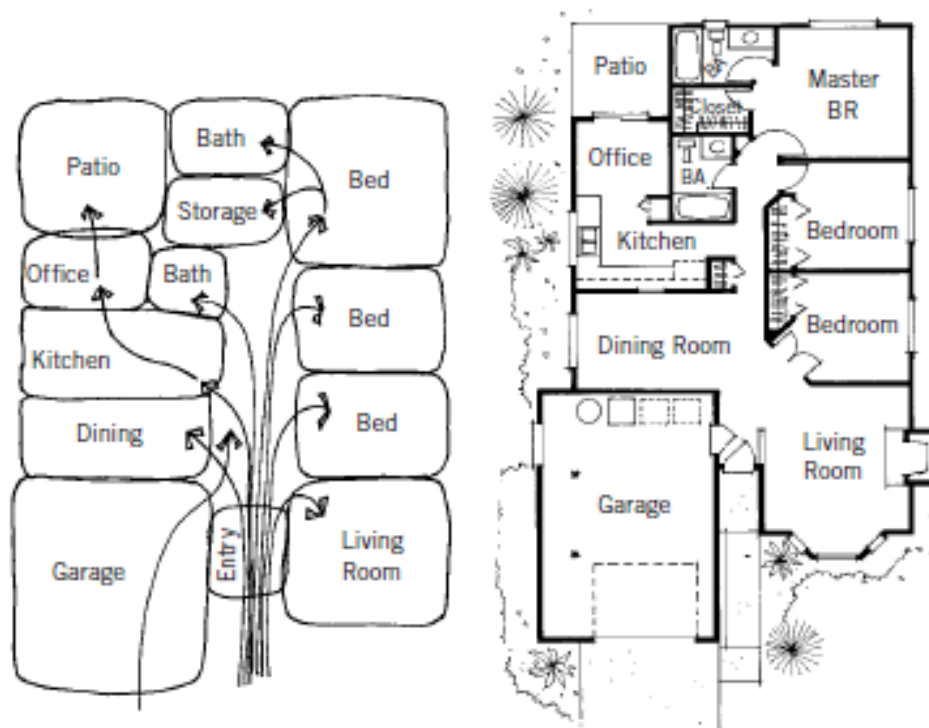 Patio
Bath
Bed
Storage
Office
Bath
Bed
Kitchen
Dining
Bed
Garage
Entry
Living
Room
Patio
BA
Master
BR
Closet
Office
BA
Bedroom
Kitchen
Bedroom
Dining Room
Living
Room
Garage